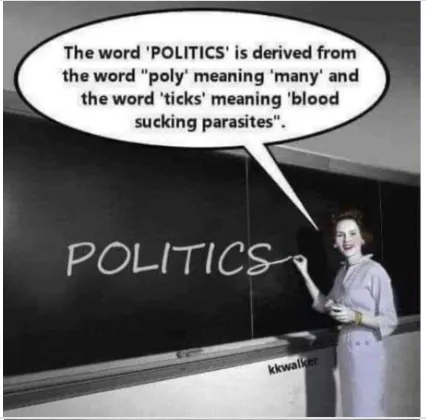 The word 'POLITICS' is derived from
the word "poly' meaning 'many' and
the word 'ticks' meaning 'blood
sucking parasites".
POLITICS
kkwalker